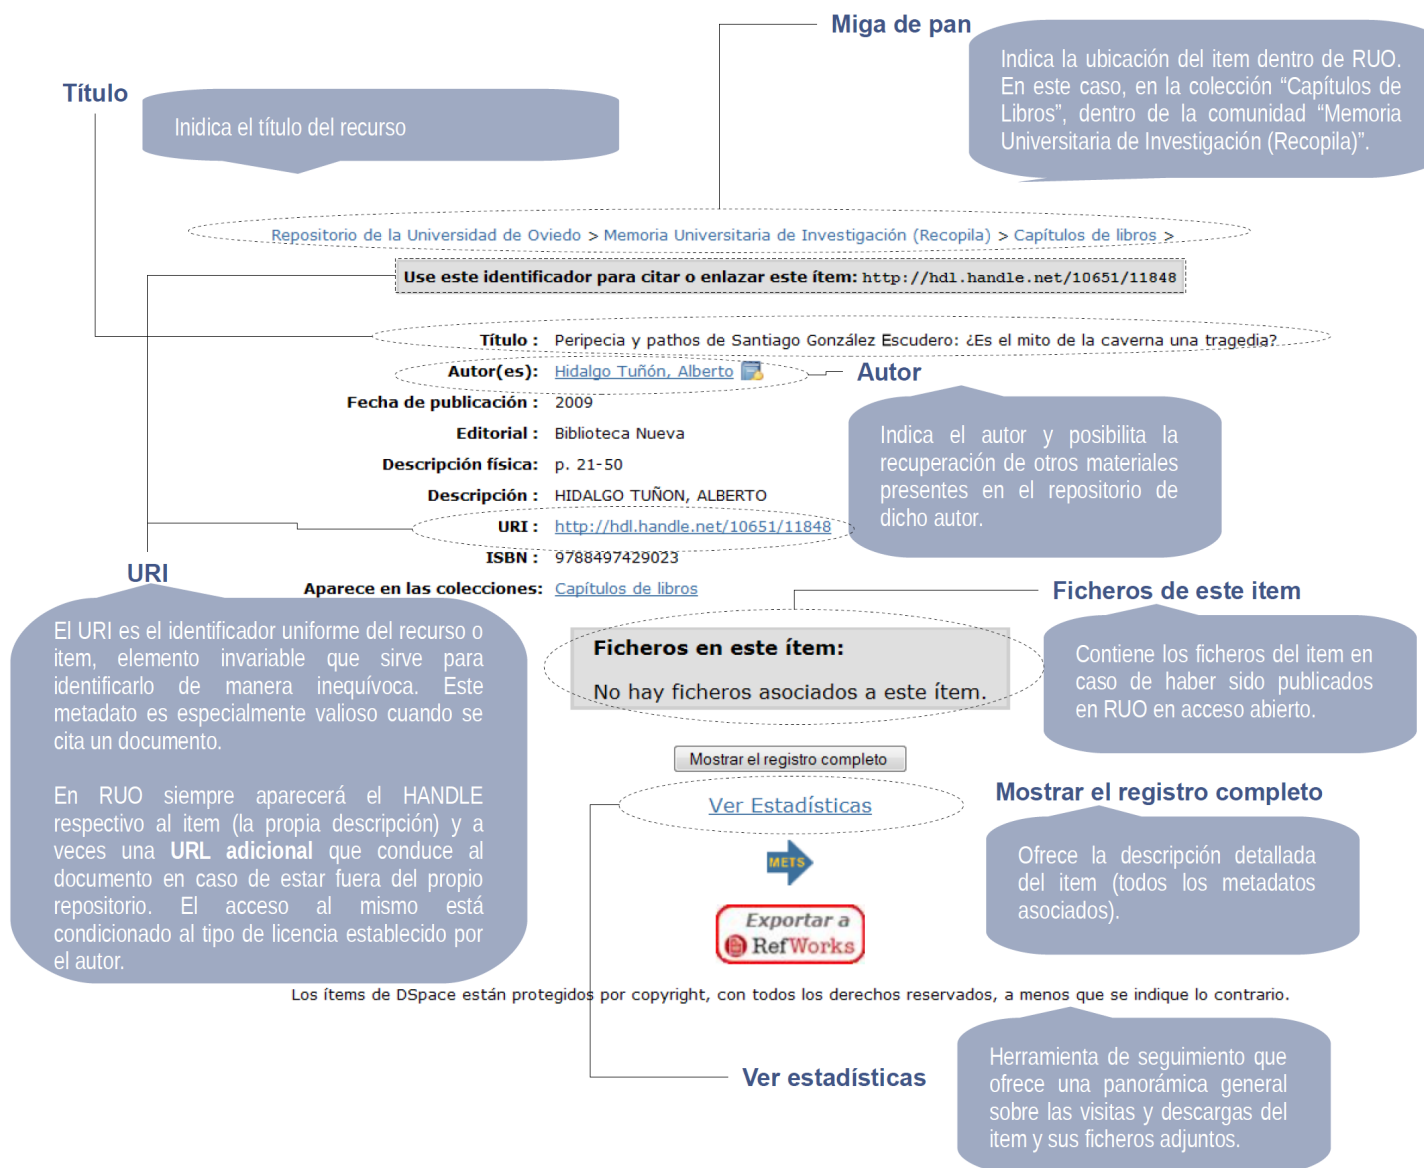 Miga de pan
Indica la ubicación del item dentro de RUO.
En este caso, en la colección “Capítulos de
Libros”, dentro de la comunidad “Memoria
Universitaria de Investigación (Recopila)”.
Título
Inidica el título del recurso
Repositorio de la Universidad de Oviedo > Memoria Universitaria de Investigación (Recopila) > Capítulos de libros >
Use este identificador para citar o enlazar este ítem: http://hdl.handle.net/10651/11848
Título : Peripecia y pathos de Santiago González Escudero: ¿Es el mito de la caverna una tragedia?
Autor(es): Hidalgo Tuñón, Alberto
Fecha de publicación : 2009
Editorial : Biblioteca Nueva
Descripción física: p. 21-50
Descripción : HIDALGO TUÑON, ALBERTO
URI : http://hdl.handle.net/10651/11848
ISBN : 9788497429023
Aparece en las colecciones: Capítulos de libros
Autor
Indica el autor y posibilita la
recuperación de otros materiales
presentes en el repositorio de
dicho autor.
URI
El URI es el identificador uniforme del recurso o
item, elemento invariable que sirve para
identificarlo de manera inequívoca. Este
metadato es especialmente valioso cuando se
cita un documento.
En RUO siempre aparecerá el HANDLE
respectivo al item (la propia descripción) y a
veces una URL adicional que conduce al
documento en caso de estar fuera del propio
repositorio. El acceso al mismo está
condicionado al tipo de licencia establecido por
el autor.
Ficheros en este ítem:
No hay ficheros asociados a este ítem.
Ficheros de este item
Contiene los ficheros del item en
caso de haber sido publicados
en RUO en acceso abierto.
Mostrar el registro completo
Ver Estadísticas
METS
Exportar a
RefWorks
Mostrar el registro completo
Ofrece la descripción detallada
del item (todos los metadatos
asociados).
Los ítems de DSpace están protegidos por copyright, con todos los derechos reservados, a menos que se indique lo contrario.
Ver estadísticas
Herramienta de seguimiento que
ofrece una panorámica general
sobre las visitas y descargas del
item y sus ficheros adjuntos.